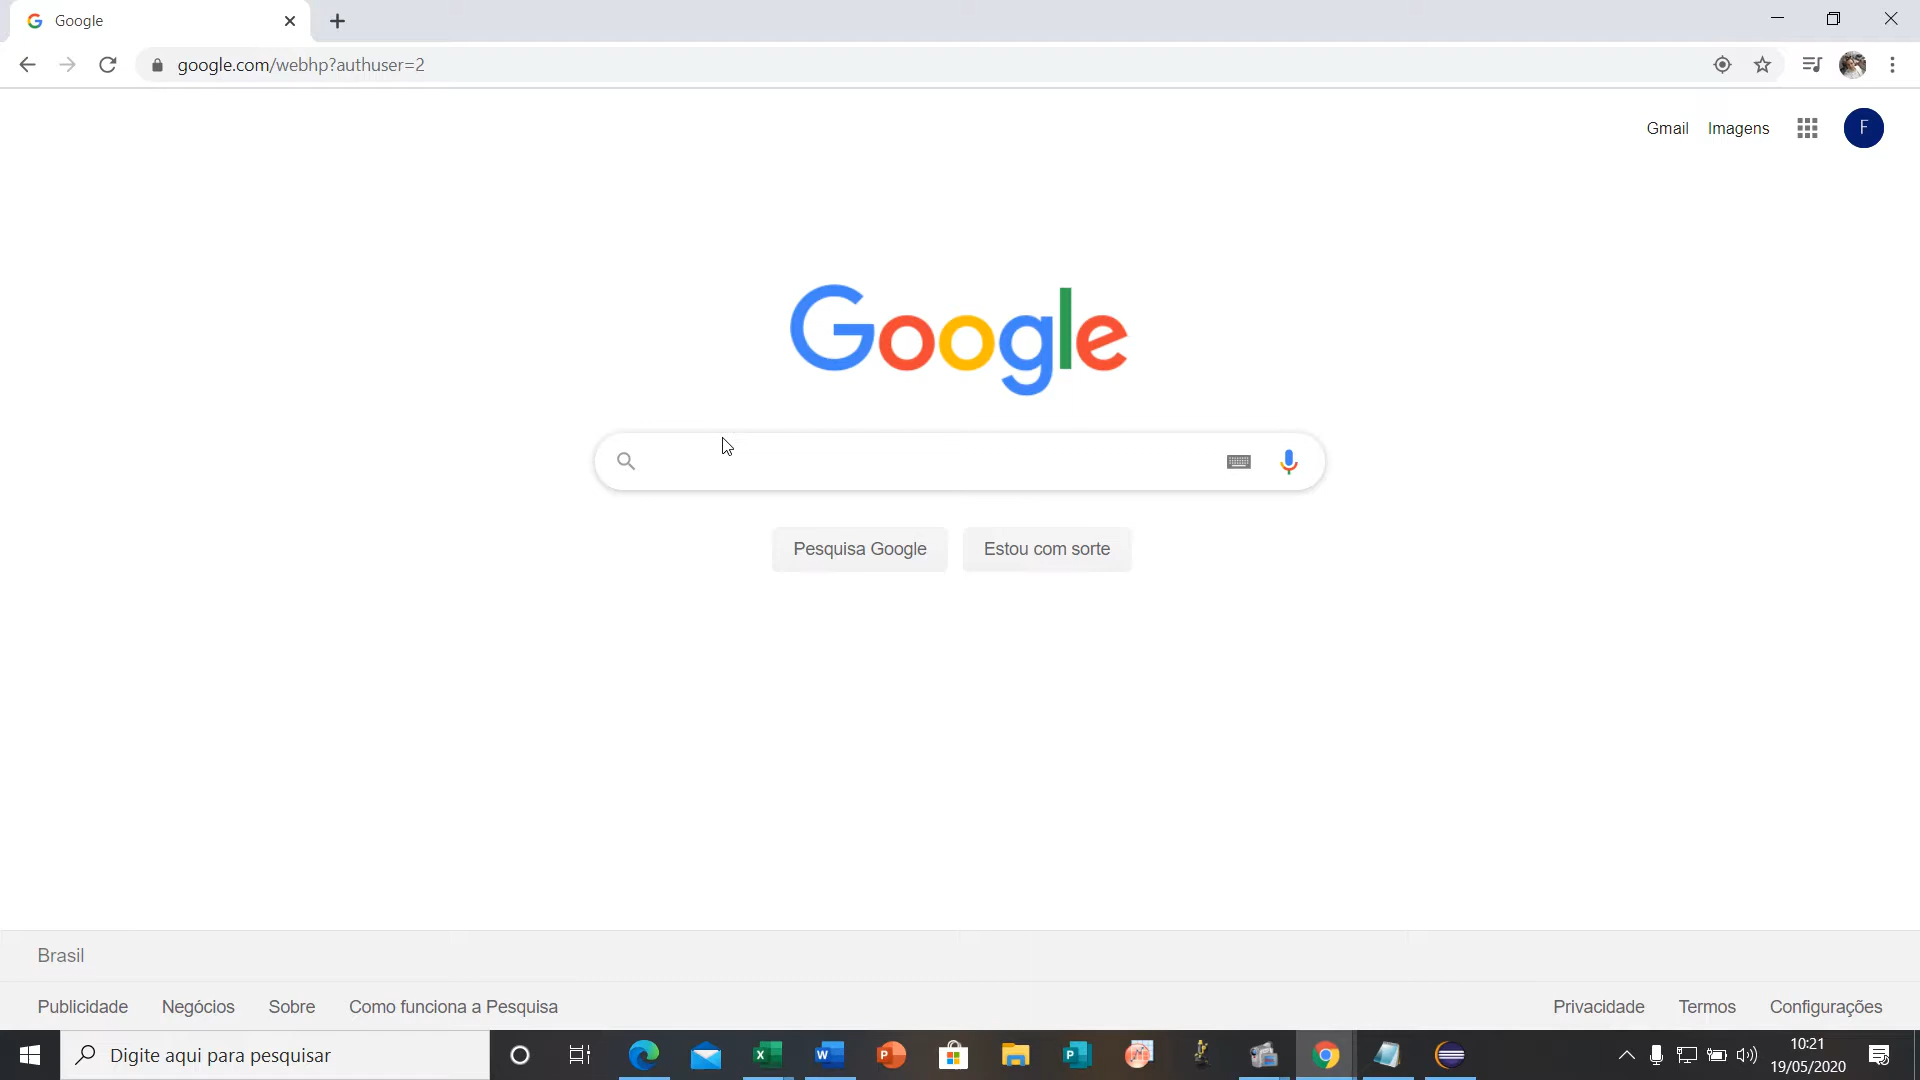 Google
google.com/webhp?authuser=2
Gmail Imagens F
Google
Pesquisa Google Estou com sorte
Brasil
Publicidade Negócios Sobre Como funciona a Pesquisa Privacidade Termos Configurações
Digite aqui para pesquisar
10:21
19/05/2020